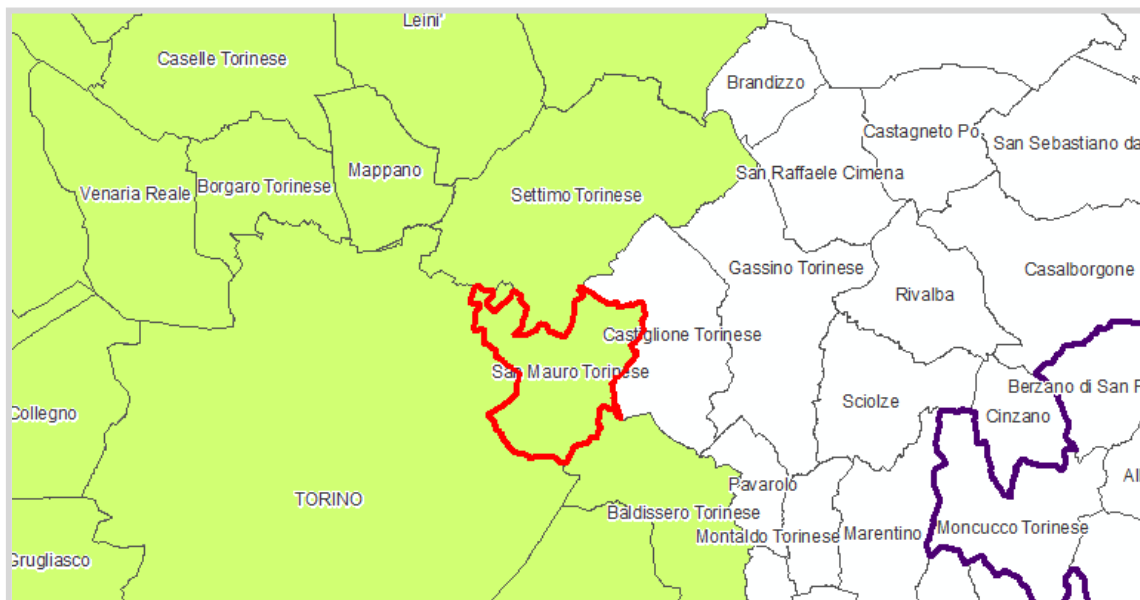 Leini'
Caselle Torinese
Brandizzo
Castagneto Po
San Sebastiano da
Mappano
San Raffaele Cimena
Venaria Reale
Borgaro Torinese
Settimo Torinese
Gassino Torinese
Casalborgone
Rivalba
Castiglione Torinese
San Mauro Torinese
Berzano di San P
Sciolze
Collegno
Cinzano
Al
Pavarolo
TORINO
Baldissero Torinese
Moncucco Torinese
Montaldo Torinese
Marentino
Grugliasco